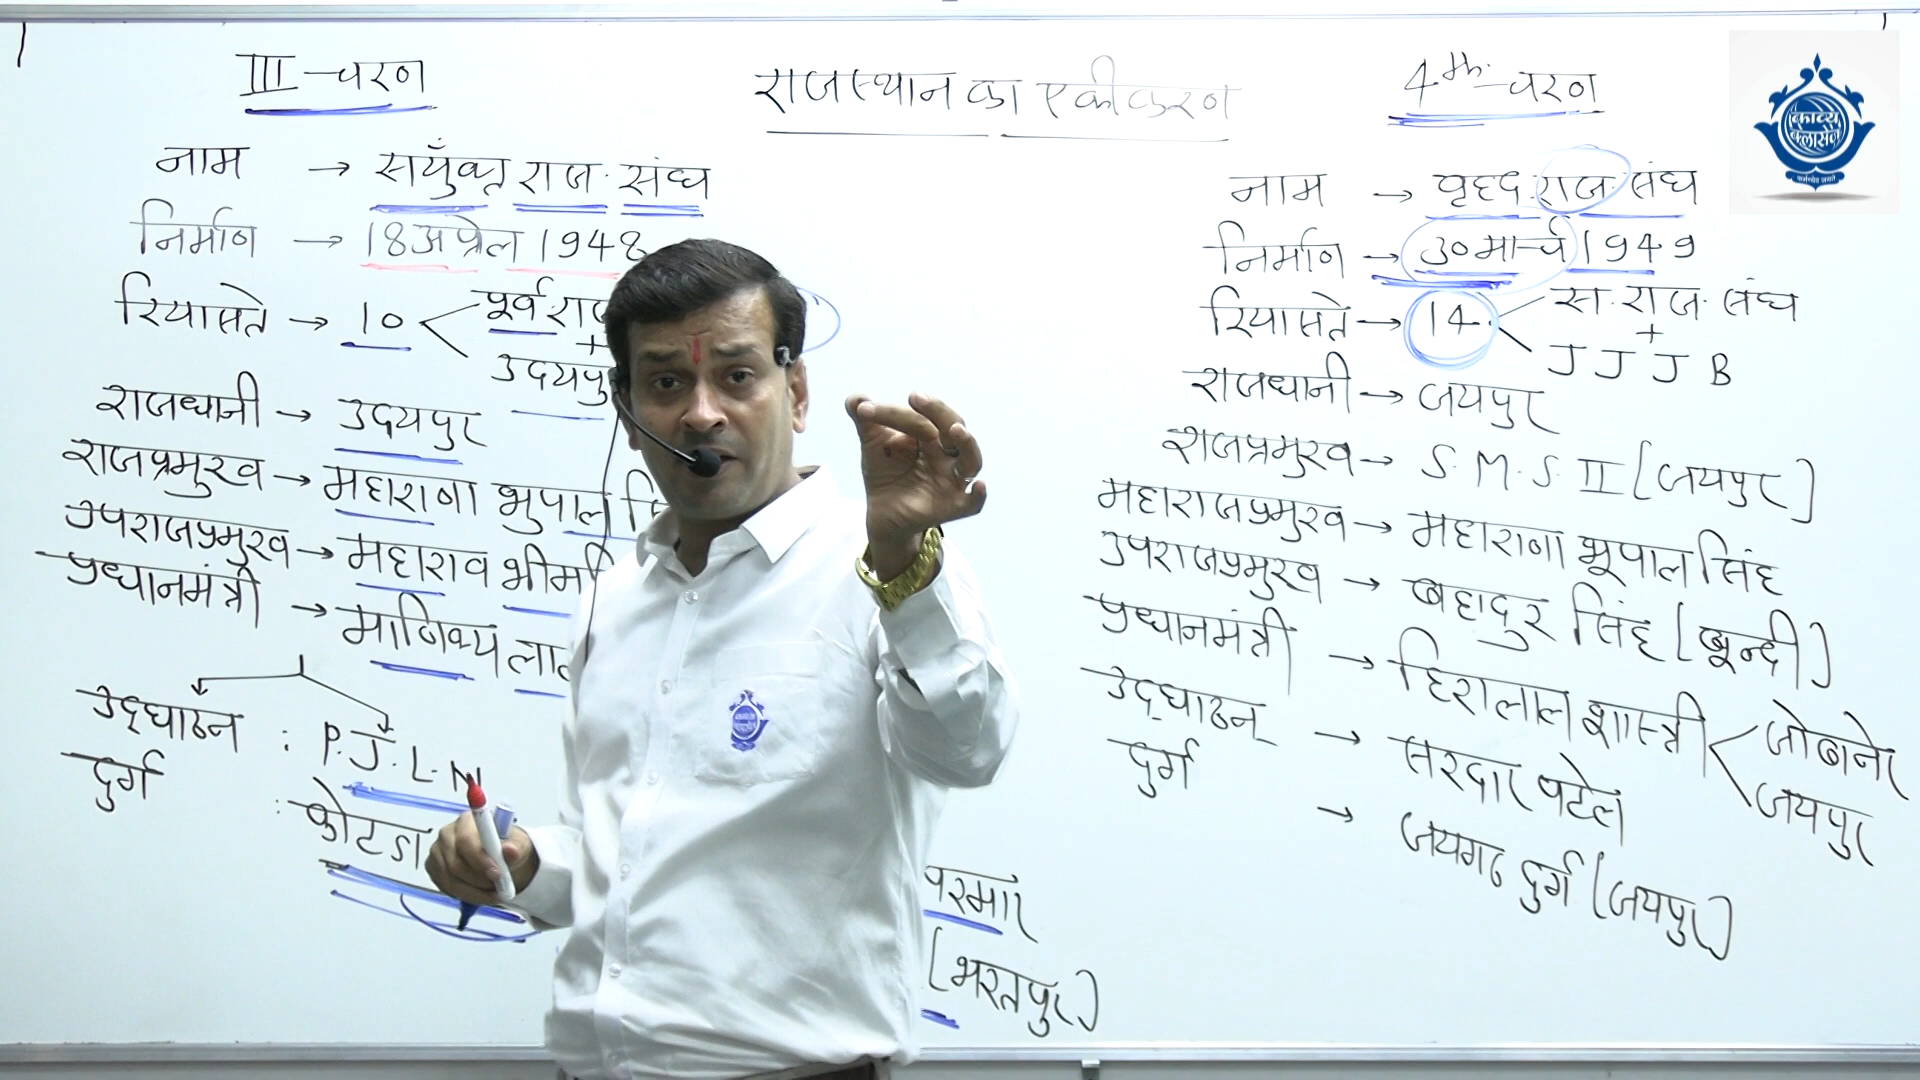 III-चरण
राजस्थान का एकीकरण
4th-चरण
काव्य क्लासेज
नाम → सयुँक्त राज. संघ
निर्माण → 18 अप्रेल 1948
रियासते → 10 < पूर्व राज
+
उदयपु
राजधानी → उदयपुर
राजप्रमुख → महाराणा भुपाल सि
उपराजप्रमुख → महाराव भीम
प्रधानमंत्री → माणिक्य लाल
उद्घाटन : P.J.L.N
दुर्ग : कोटडा
परमार
(भरतपुर)
नाम → वृहद राज. संघ
निर्माण → 30 मार्च 1949
रियासते → 14 < स. राज. संघ
+
J J J B
राजधानी → जयपुर
राजप्रमुख → S.M.S. II [जयपुर]
महाराजप्रमुख → महाराणा भूपाल सिंह
उपराजप्रमुख → बहादुर सिंह [बून्दी]
प्रधानमंत्री → हिरालाल शास्त्री < जोबनेर
जयपुर
उद्घाटन → सरदार पटेल
दुर्ग → जयगढ दुर्ग (जयपुर)